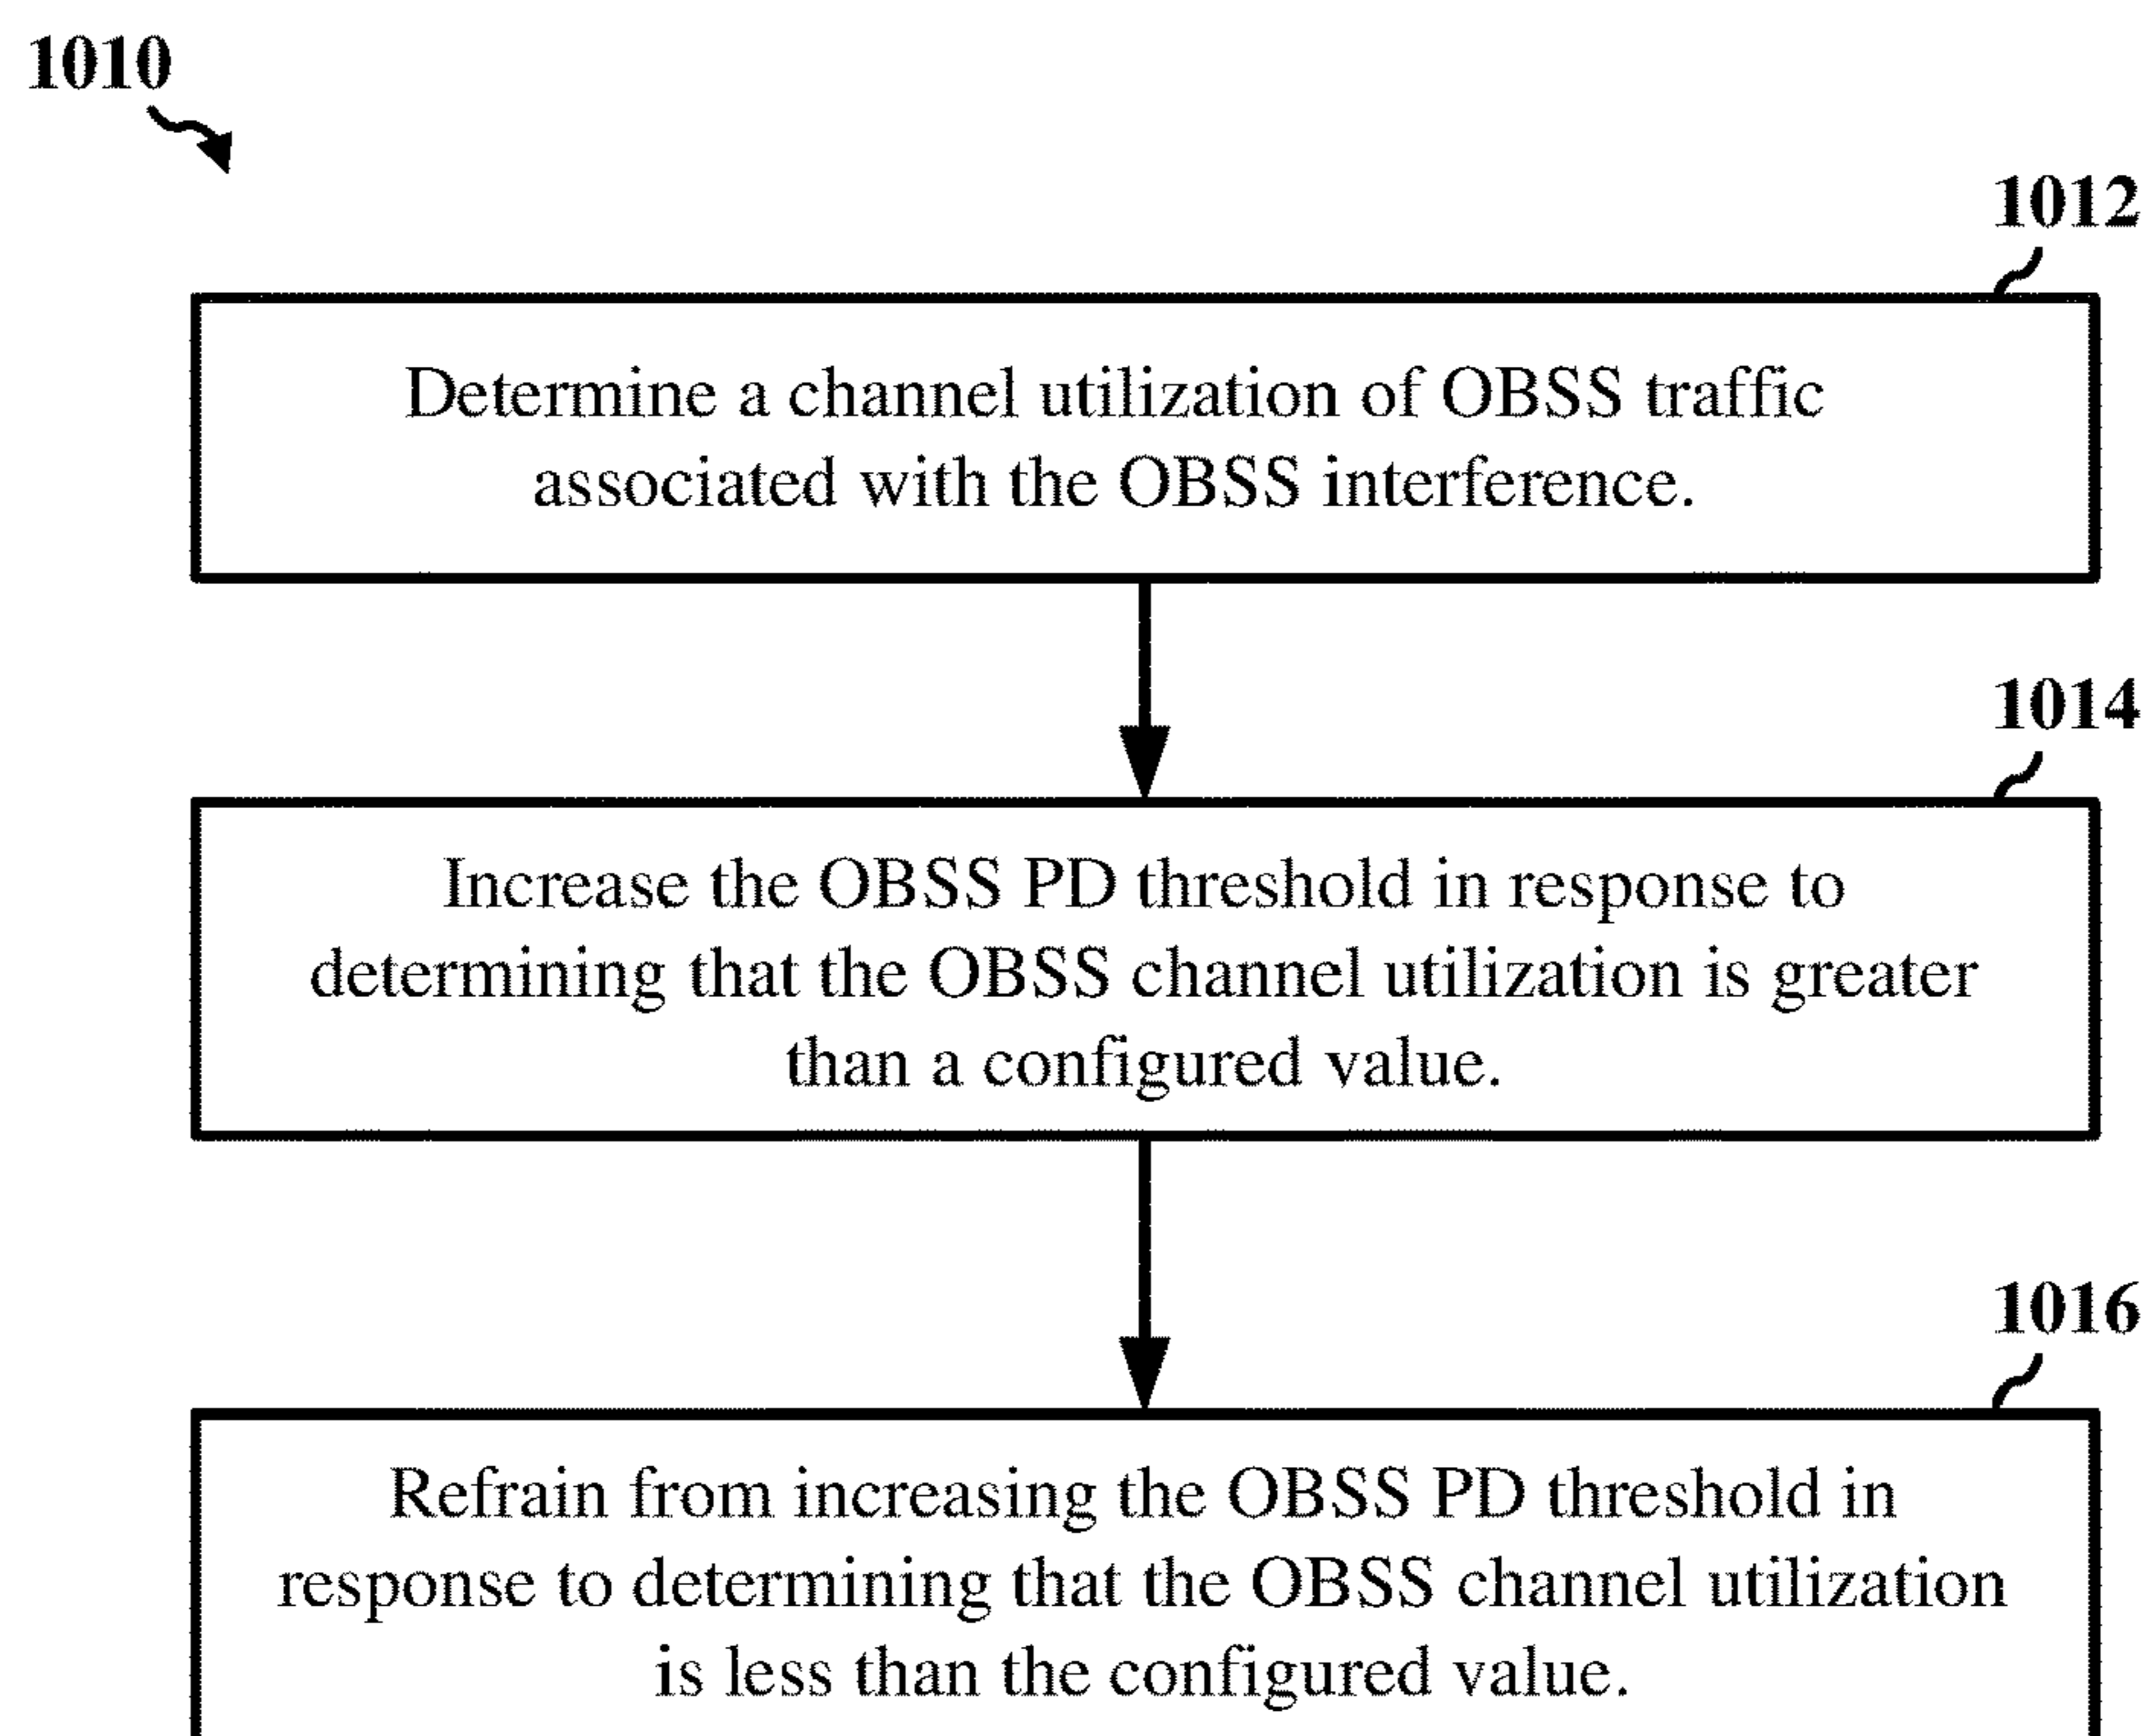 1010
1012
Determine a channel utilization of OBSS traffic
associated with the OBSS interference.
1014
Increase the OBSS PD threshold in response to
determining that the OBSS channel utilization is greater
than a configured value.
1016
Refrain from increasing the OBSS PD threshold in
response to determining that the OBSS channel utilization
is less than the configured value.